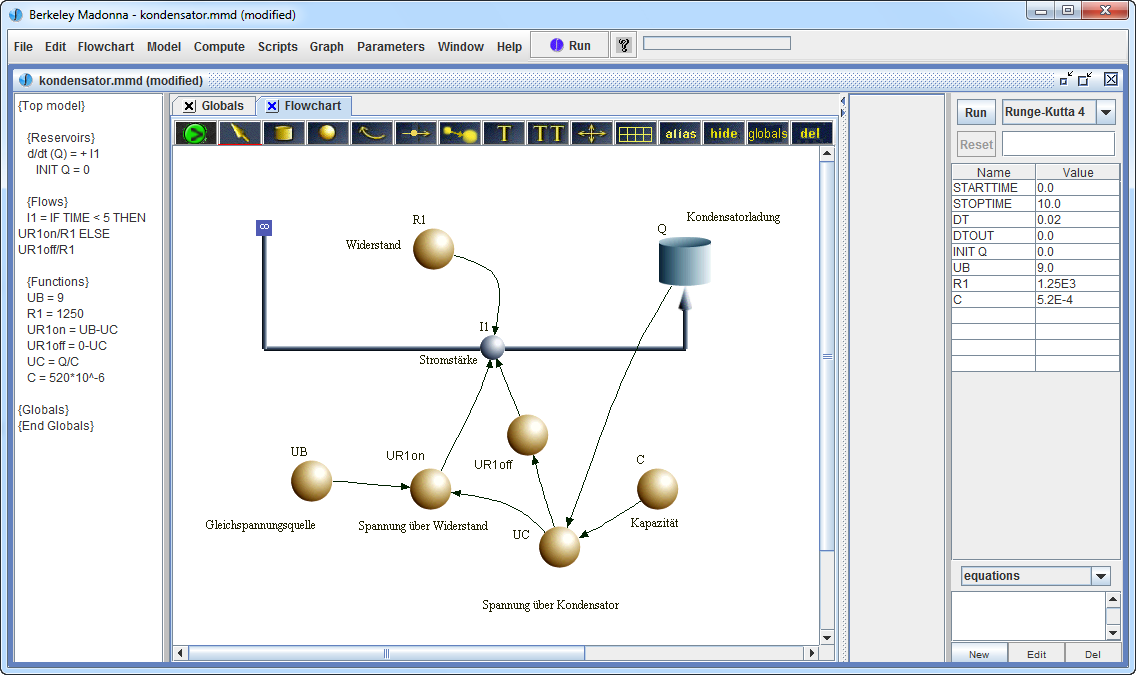 Berkeley Madonna - kondensator.mmd (modified)
File Edit Flowchart Model Compute Scripts Graph Parameters Window Help Run ?
kondensator.mmd (modified)
{Top model}
{Reservoirs}
d/dt (Q) = + I1
INIT Q = 0
{Flows}
I1 = IF TIME < 5 THEN
UR1on/R1 ELSE
UR1off/R1
{Functions}
UB = 9
R1 = 1250
UR1on = UB-UC
UR1off = 0-UC
UC = Q/C
C = 520*10^-6
{Globals}
{End Globals}
Globals Flowchart
T TT alias hide globals del
∞
R1
Widerstand
Kondensatorladung
Q
I1
Stromstärke
UB
Gleichspannungsquelle
UR1on
Spannung über Widerstand
UR1off
C
Kapazität
UC
Spannung über Kondensator
Run Runge-Kutta 4
Reset
Name Value
STARTTIME 0.0
STOPTIME 10.0
DT 0.02
DTOUT 0.0
INIT Q 0.0
UB 9.0
R1 1.25E3
C 5.2E-4
equations
New Edit Del